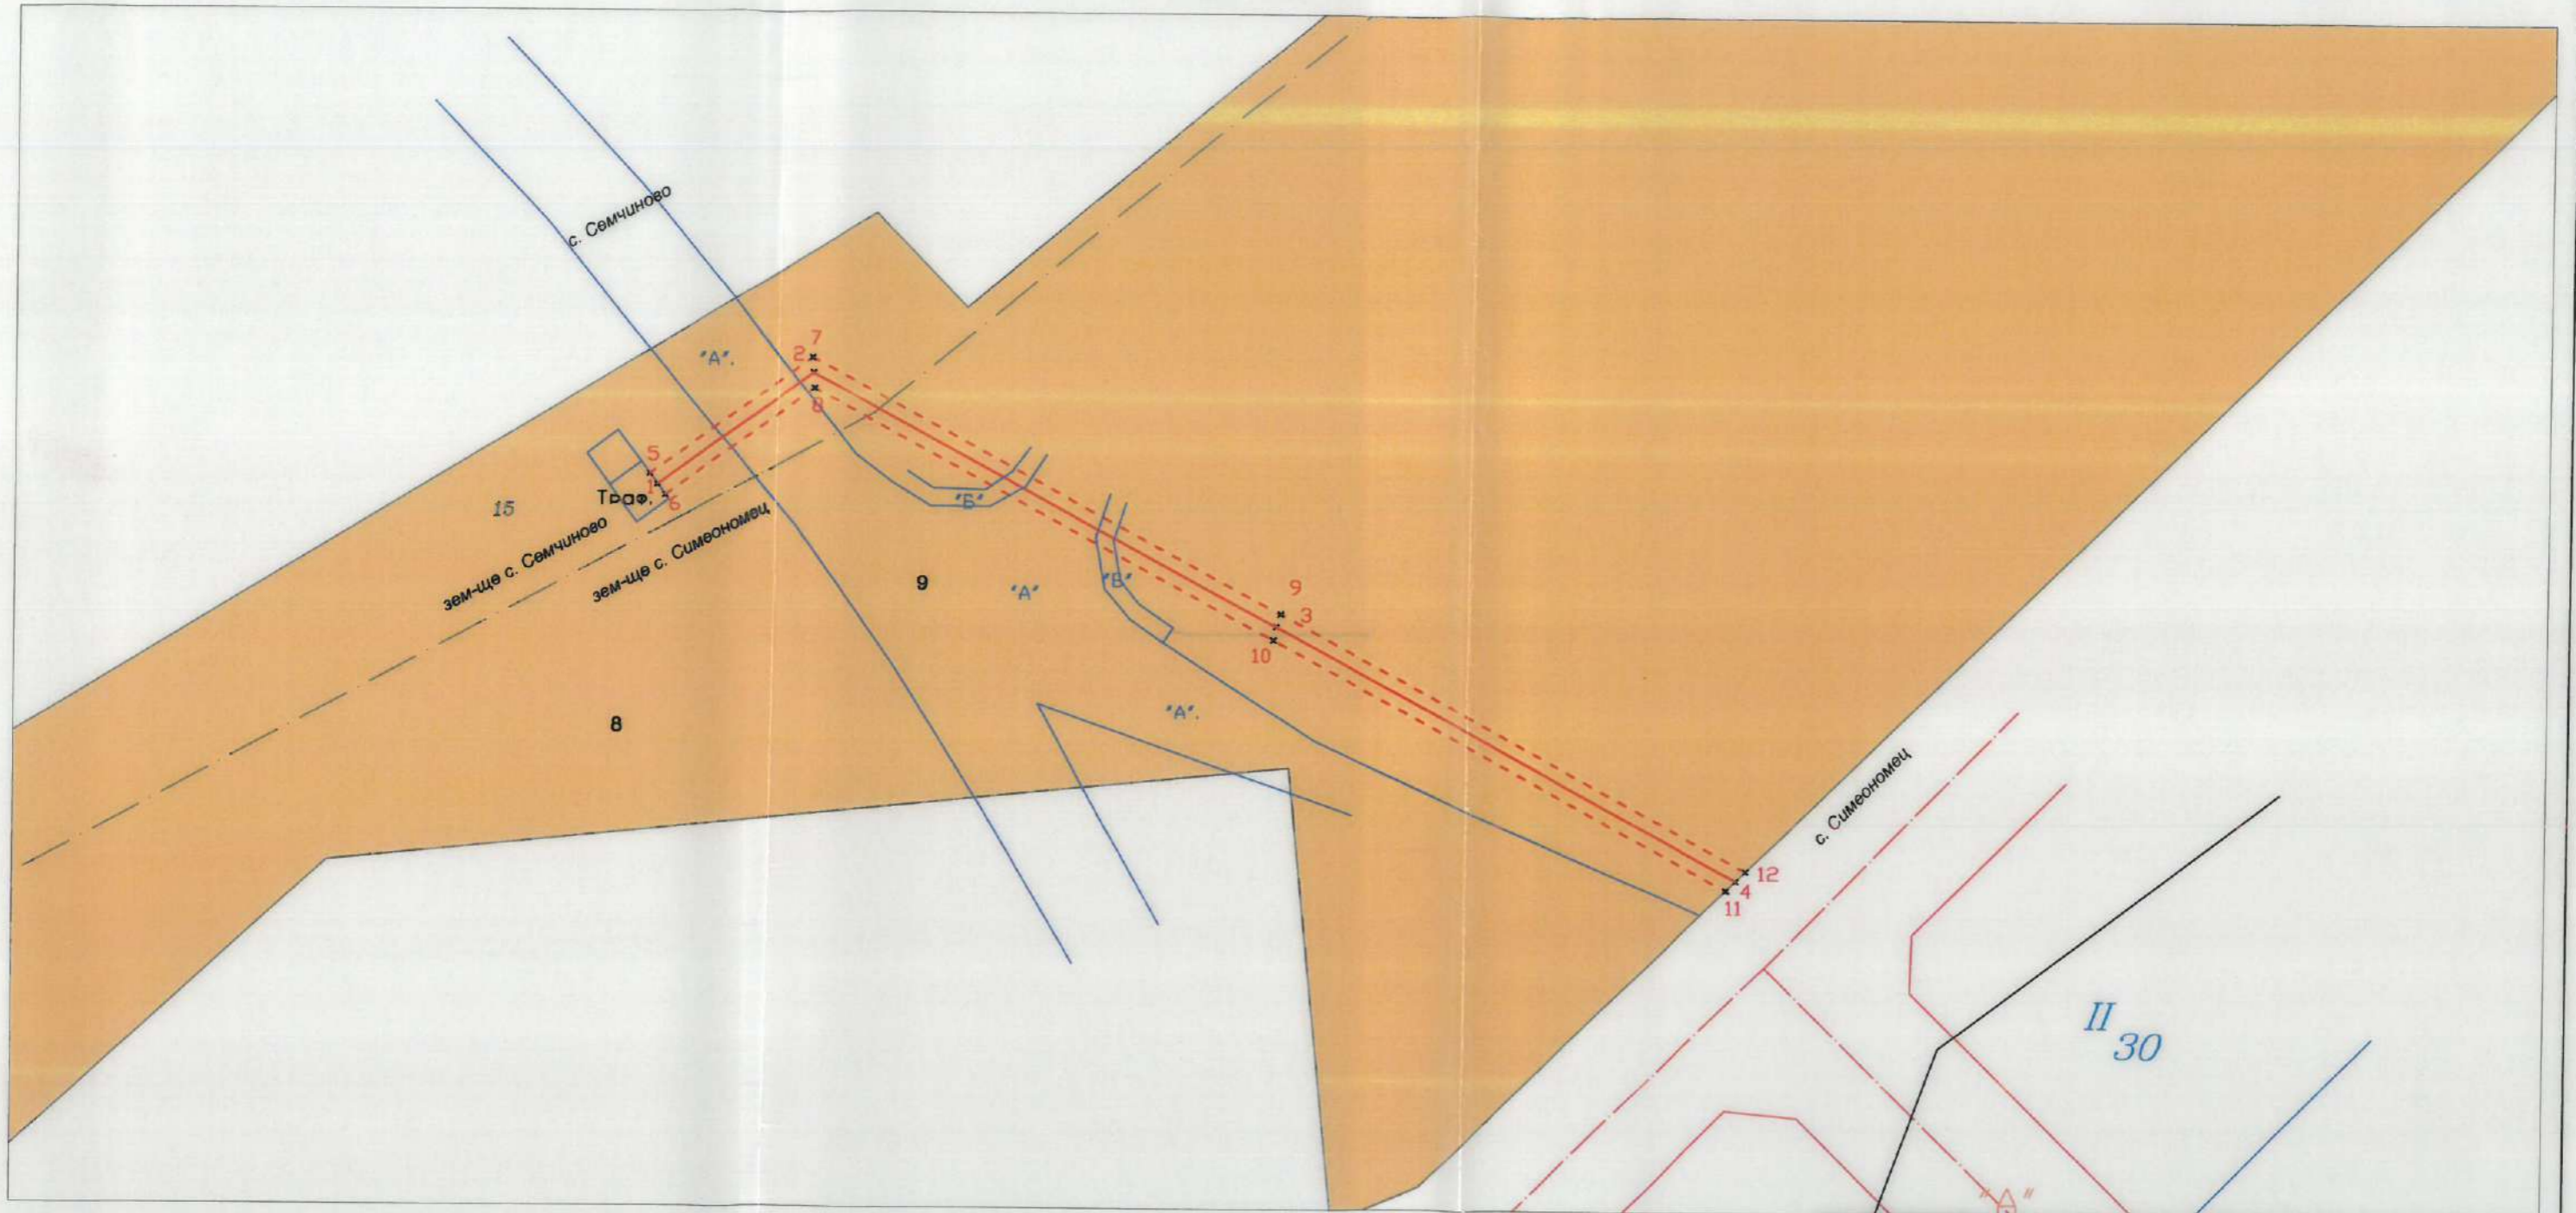 с. Семчиново
7
2
"А".
8
5
1
Траф.
6
15
зем-ще с. Семчиново
зем-ще с. Симеономец
"Б"
9
"А"
"Б"
9
3
10
8
"А".
с. Симеономец
12
4
11
II
30
"А"